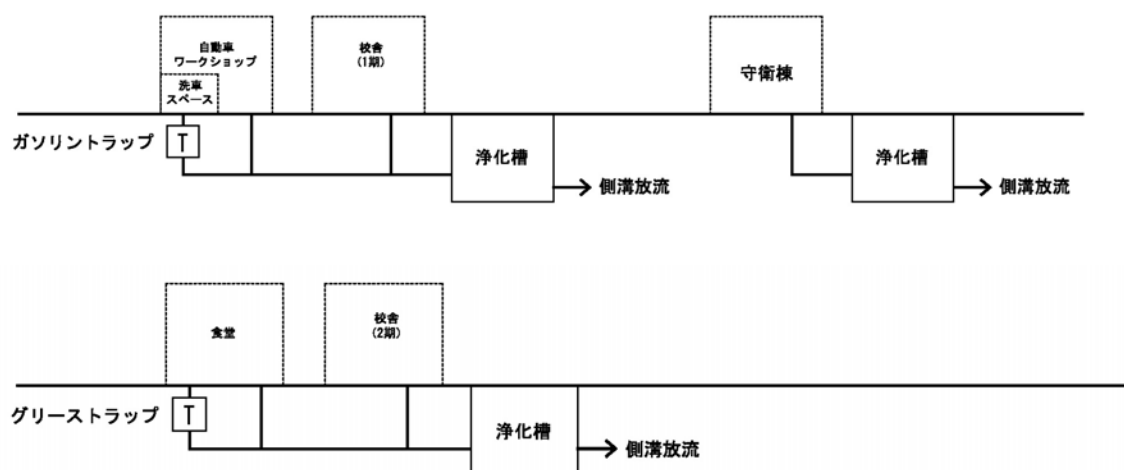 自動車
ワークショップ
校舎
(1期)
守衛棟
洗車
スペース
ガソリントラップ
T
浄化槽
側溝放流
浄化槽
側溝放流
食堂
校舎
(2期)
グリーストラップ
T
浄化槽
側溝放流